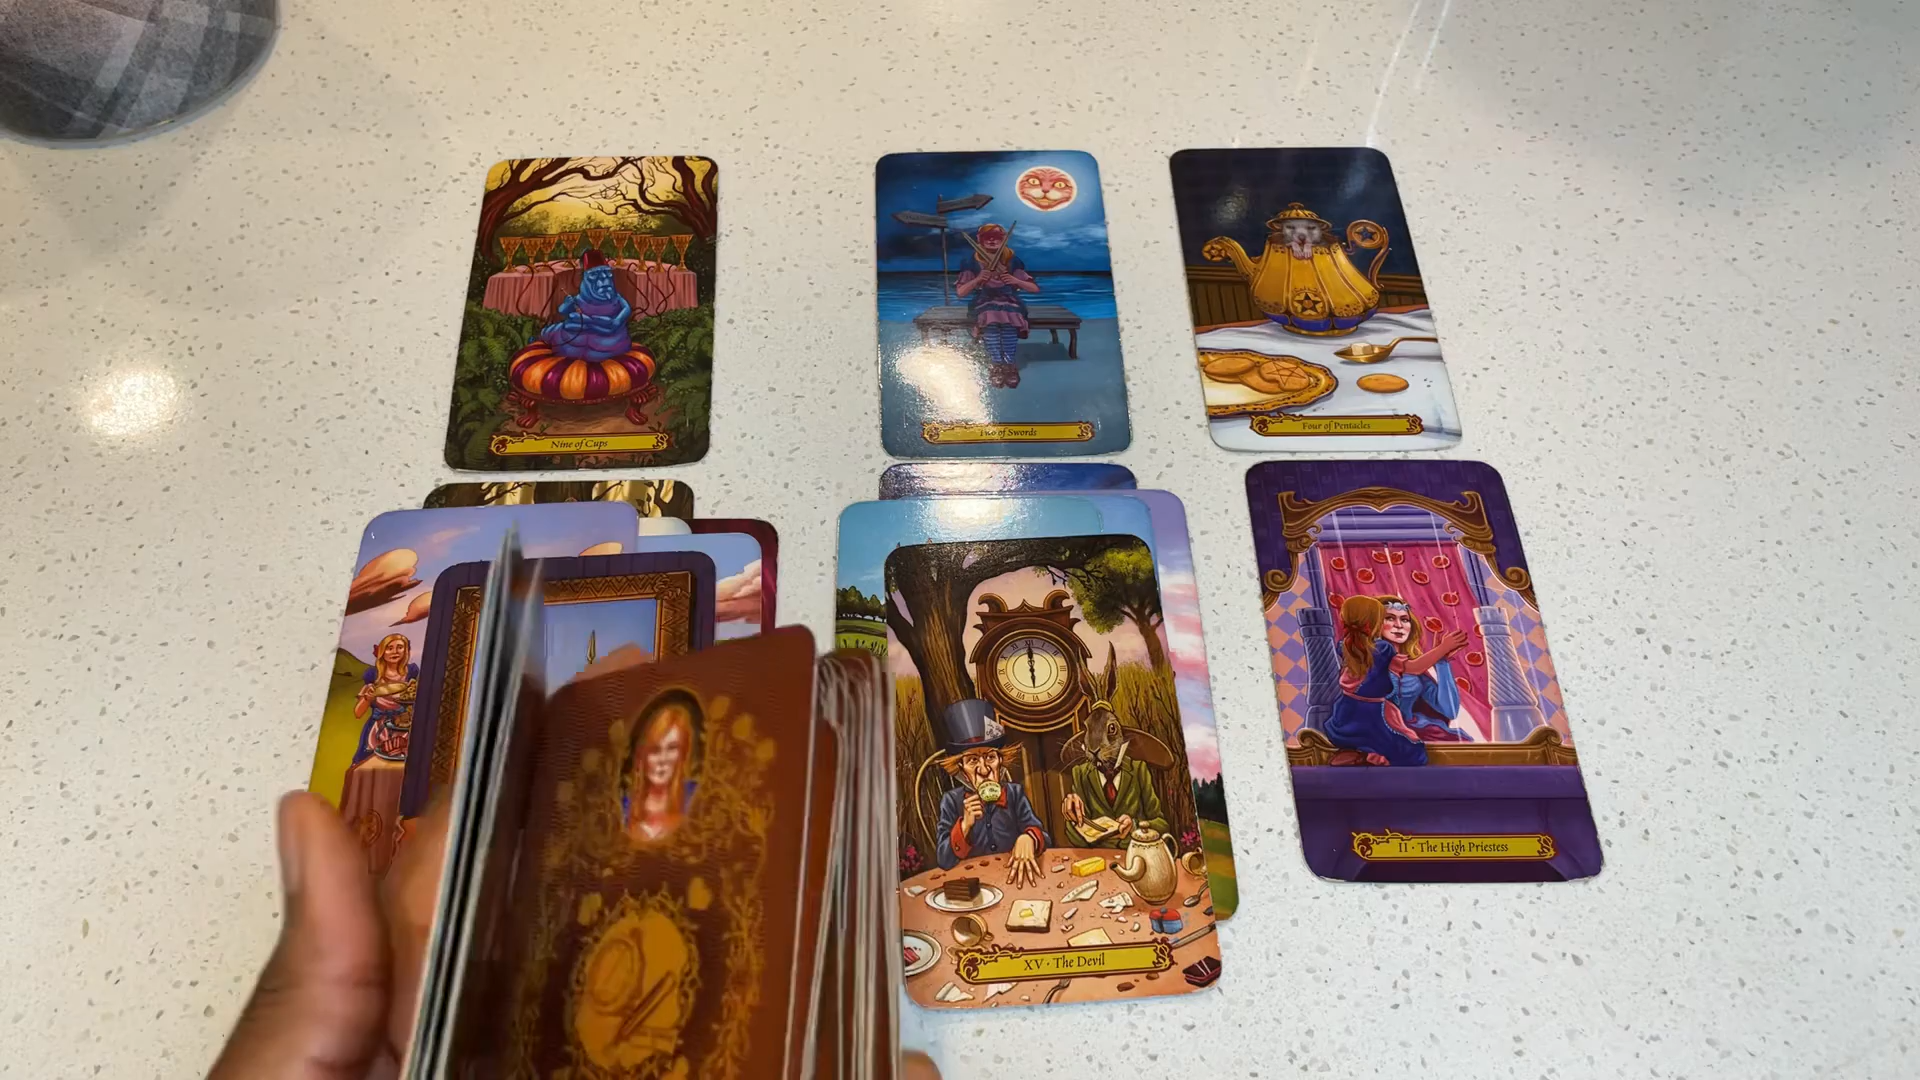 Nine of Cups
Two of Swords
Four of Pentacles
II · The High Priestess
XV · The Devil